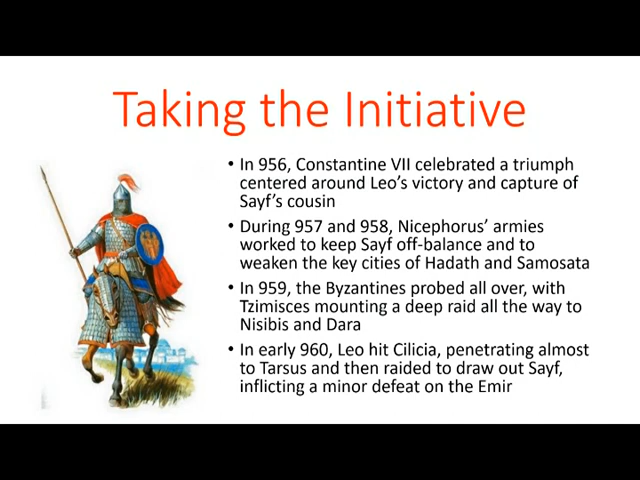 Taking the Initiative
• In 956, Constantine VII celebrated a triumph
centered around Leo's victory and capture of
Sayf's cousin
• During 957 and 958, Nicephorus' armies
worked to keep Sayf off-balance and to
weaken the key cities of Hadath and Samosata
• In 959, the Byzantines probed all over, with
Tzimisces mounting a deep raid all the way to
Nisibis and Dara
• In early 960, Leo hit Cilicia, penetrating almost
to Tarsus and then raided to draw out Sayf,
inflicting a minor defeat on the Emir